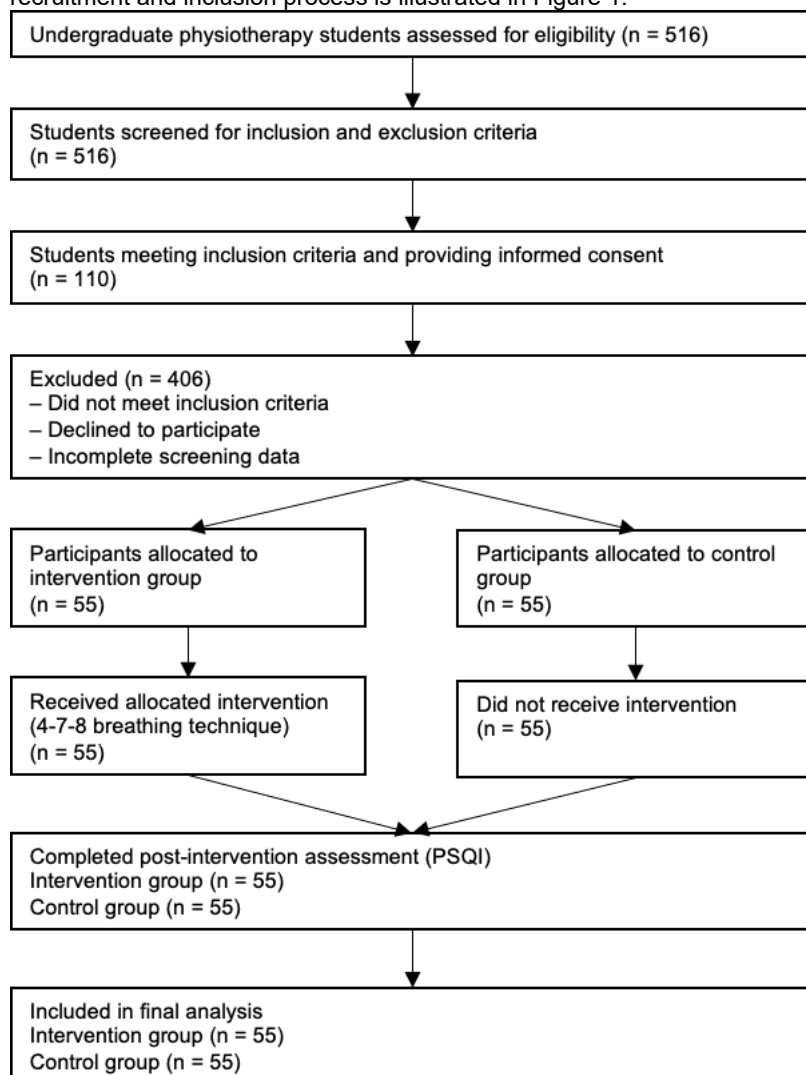 recruitment and inclusion process is illustrated in Figure 1.
Undergraduate physiotherapy students assessed for eligibility (n = 516)
Students screened for inclusion and exclusion criteria
(n = 516)
Students meeting inclusion criteria and providing informed consent
(n = 110)
Excluded (n = 406)
– Did not meet inclusion criteria
– Declined to participate
– Incomplete screening data
Participants allocated to
intervention group
(n = 55)
Participants allocated to control
group
(n = 55)
Received allocated intervention
(4-7-8 breathing technique)
(n = 55)
Did not receive intervention
(n = 55)
Completed post-intervention assessment (PSQI)
Intervention group (n = 55)
Control group (n = 55)
Included in final analysis
Intervention group (n = 55)
Control group (n = 55)